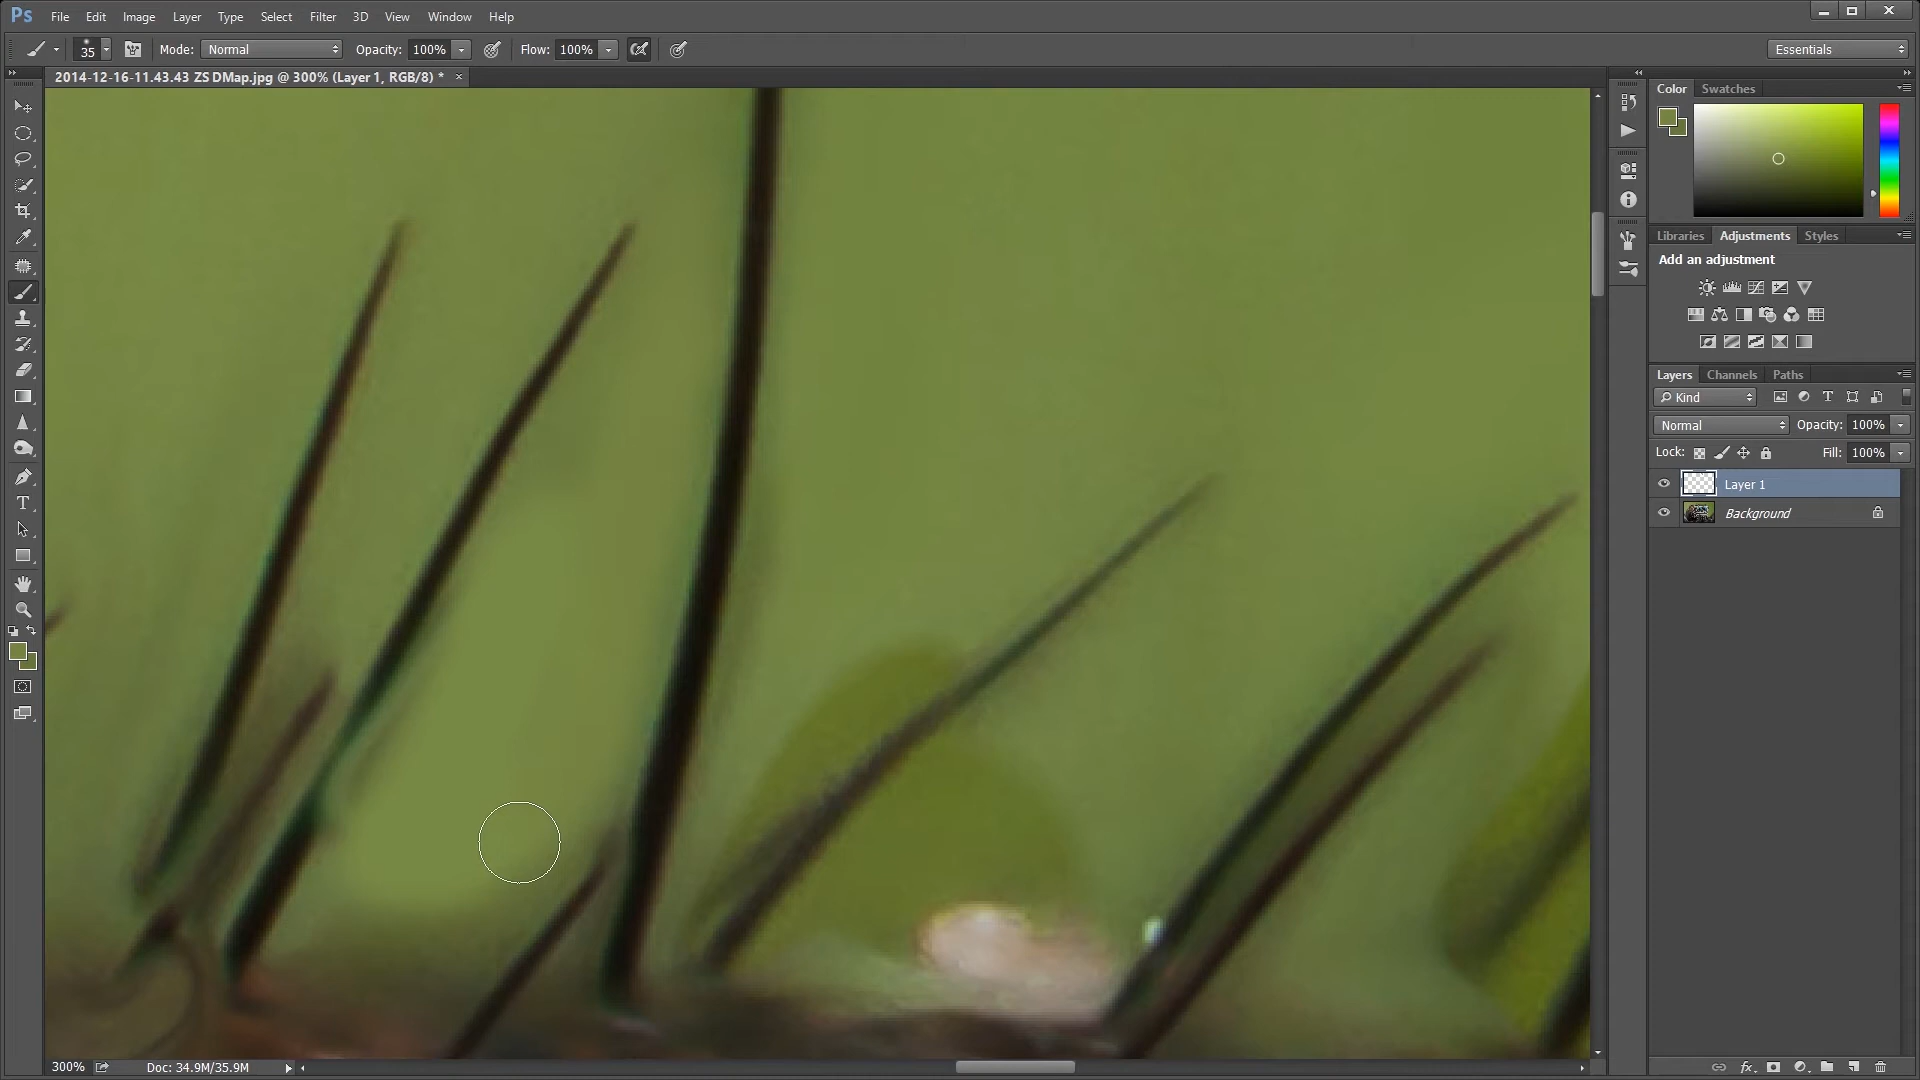 Ps File Edit Image Layer Type Select Filter 3D View Window Help
35 Mode: Normal Opacity: 100% Flow: 100% Essentials
2014-12-16-11.43.43 ZS DMap.jpg @ 300% (Layer 1, RGB/8) *
Color Swatches
Libraries Adjustments Styles
Add an adjustment
Layers Channels Paths
Kind
Normal Opacity: 100%
Lock: Fill: 100%
Layer 1
Background
300% Doc: 34.9M/35.9M